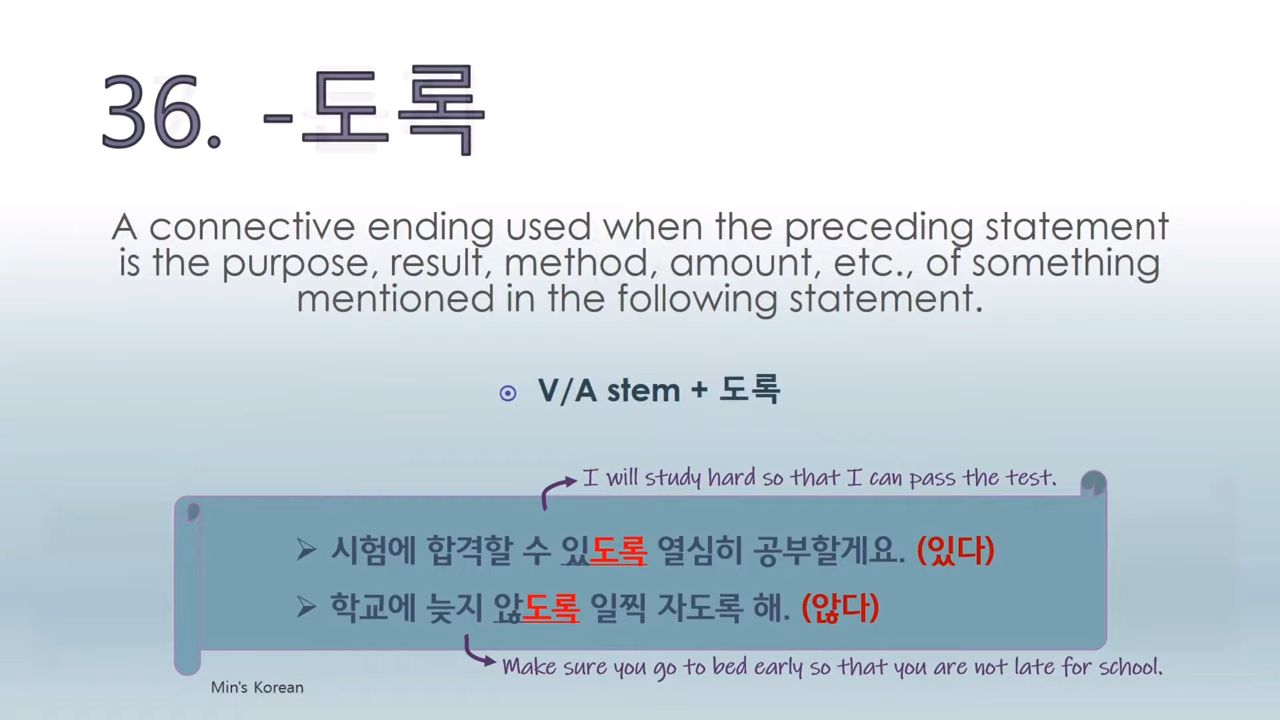 36. -도록
A connective ending used when the preceding statement
is the purpose, result, method, amount, etc., of something
mentioned in the following statement.
V/A stem + 도록
I will study hard so that I can pass the test.
시험에 합격할 수 있도록 열심히 공부할게요. (있다)
학교에 늦지 않도록 일찍 자도록 해. (않다)
Make sure you go to bed early so that you are not late for school.
Min's Korean